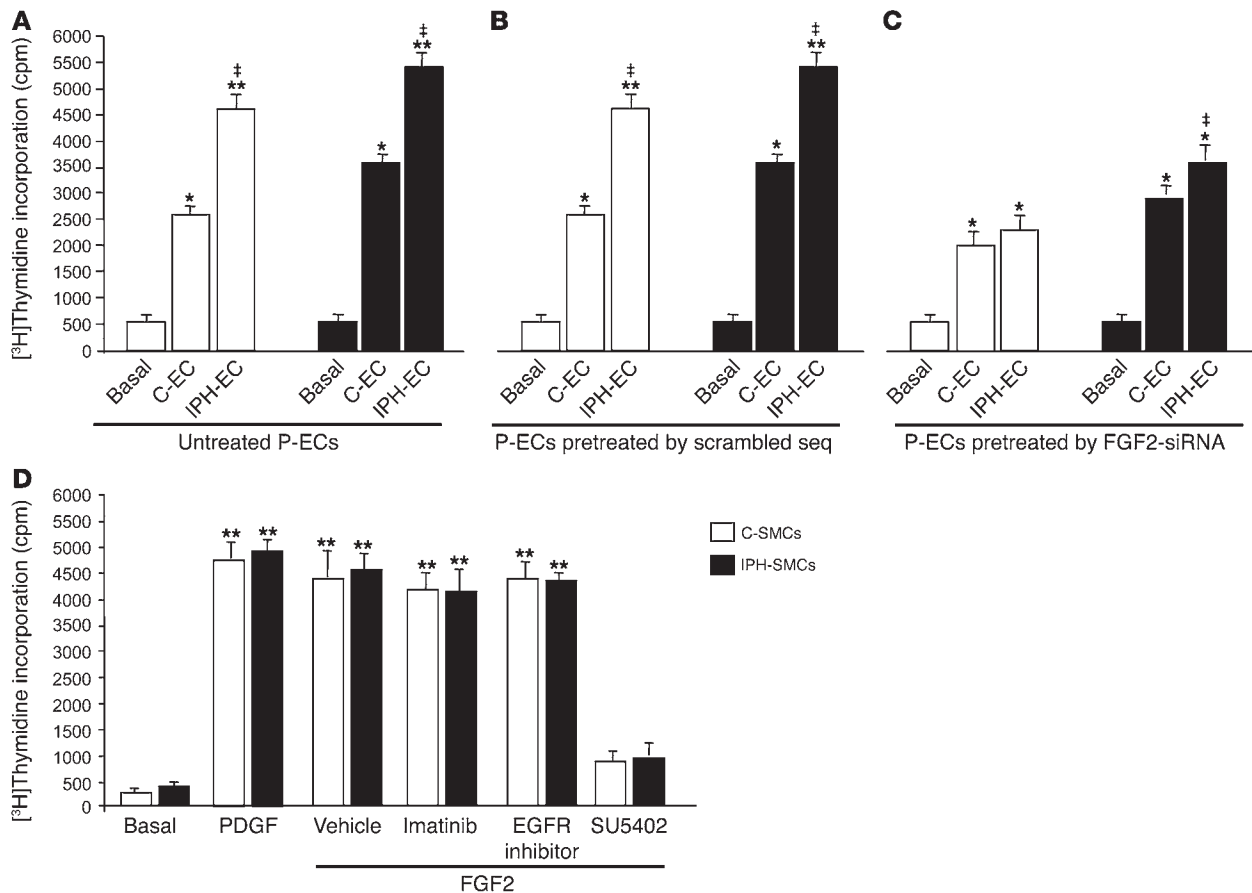 A
B
C
[³H]Thymidine incorporation (cpm)
6000
5500
5000
4500
4000
3500
3000
2500
2000
1500
1000
500
0
*
‡
**
*
‡
**
*
‡
**
*
‡
**
*
*
*
‡
*
Basal
C-EC
IPH-EC
Basal
C-EC
IPH-EC
Basal
C-EC
IPH-EC
Basal
C-EC
IPH-EC
Basal
C-EC
IPH-EC
Basal
C-EC
IPH-EC
Untreated P-ECs
P-ECs pretreated by scrambled seq
P-ECs pretreated by FGF2-siRNA
D
[³H]Thymidine incorporation (cpm)
6000
5500
5000
4500
4000
3500
3000
2500
2000
1500
1000
500
0
** ** ** ** ** ** ** **
C-SMCs
IPH-SMCs
Basal PDGF Vehicle Imatinib EGFR SU5402
inhibitor
FGF2